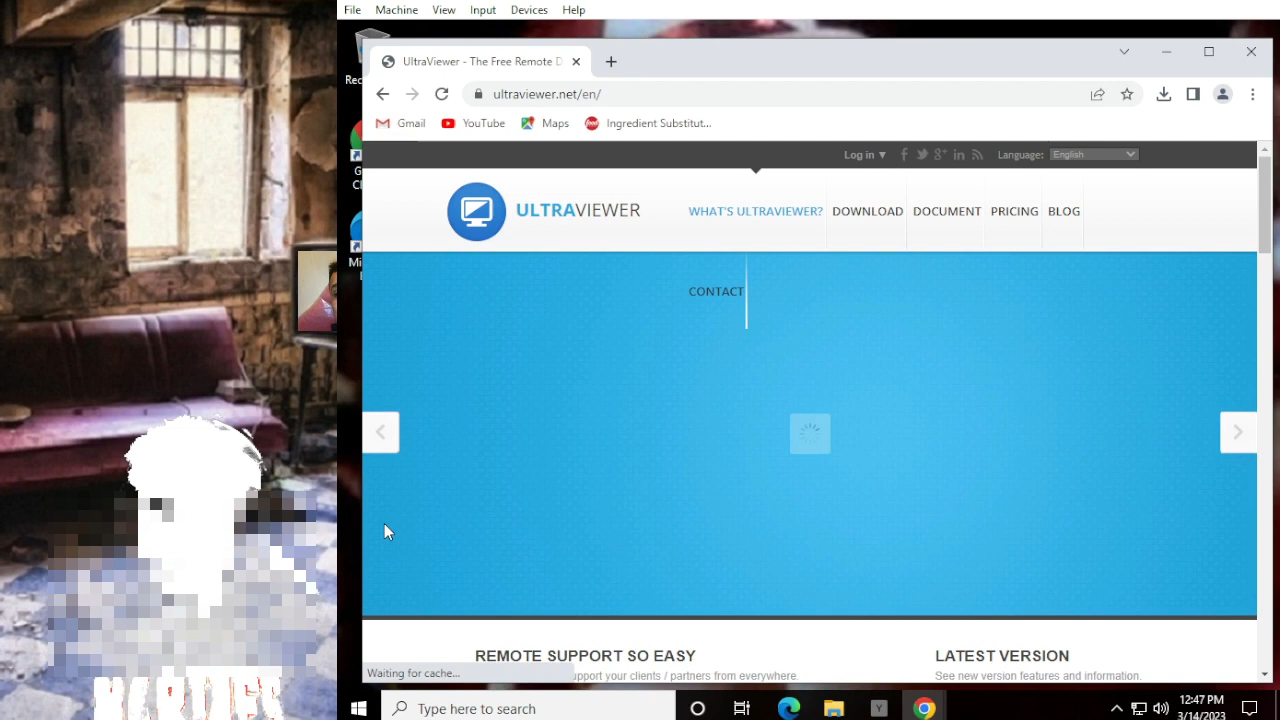 File Machine View Input Devices Help
UltraViewer - The Free Remote D
ultraviewer.net/en/
Gmail YouTube Maps Ingredient Substitut...
Log in ▼ Language: English
ULTRAVIEWER
WHAT'S ULTRAVIEWER? DOWNLOAD DOCUMENT PRICING BLOG
CONTACT
REMOTE SUPPORT SO EASY
upport your clients / partners from everywhere.
LATEST VERSION
See new version features and information.
Waiting for cache...
Type here to search
12:47 PM
3/14/2023